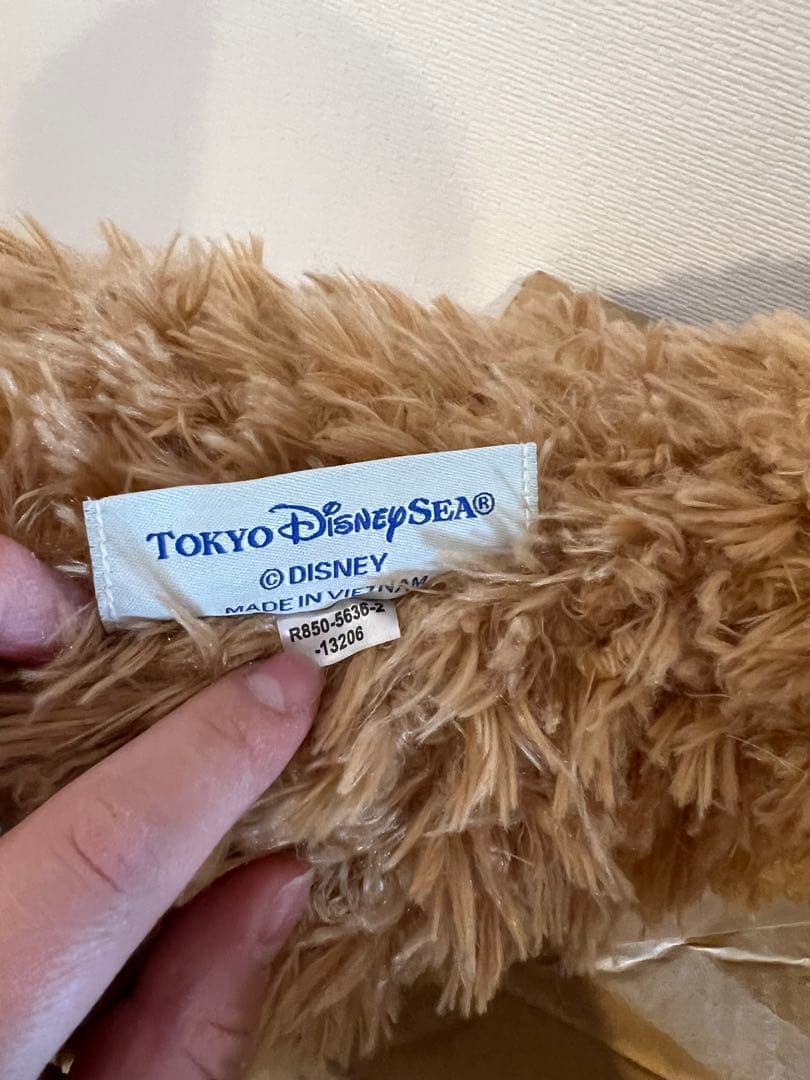 TOKYO DISNEYSEA®
© DISNEY
MADE IN VIETNAM
R850-5636-2
-13206